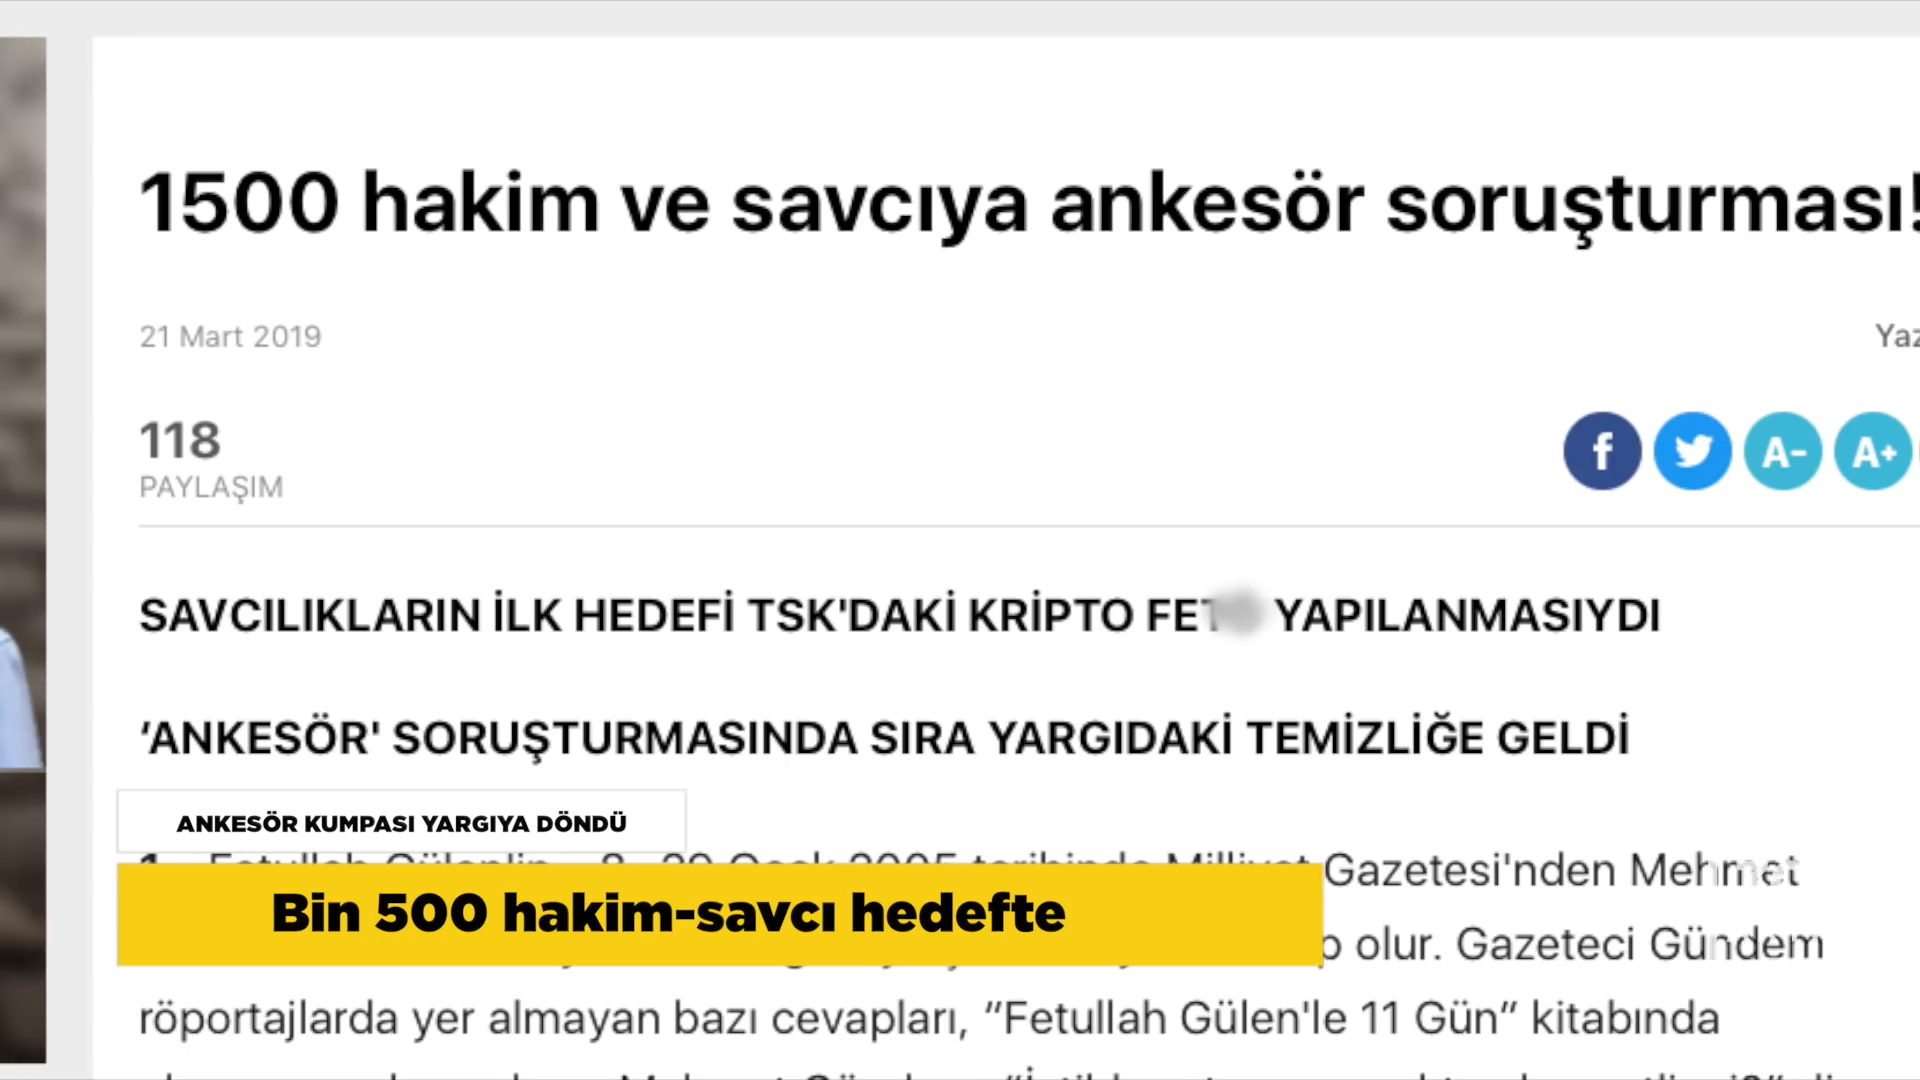 1500 hakim ve savcıya ankesör soruşturması!
21 Mart 2019
118
PAYLAŞIM
f A- A+
SAVCILIKLARIN İLK HEDEFİ TSK'DAKİ KRİPTO YAPILANMASIYDI
‘ANKESÖR' SORUŞTURMASINDA SIRA YARGIDAKİ TEMİZLİĞE GELDİ
ANKESÖR KUMPASI YARGIYA DÖNDÜ
Gazetesi'nden Mehmet
Bin 500 hakim-savcı hedefte
olur. Gazeteci Gündem
röportajlarda yer almayan bazı cevapları, “Fetullah Gülen'le 11 Gün” kitabında